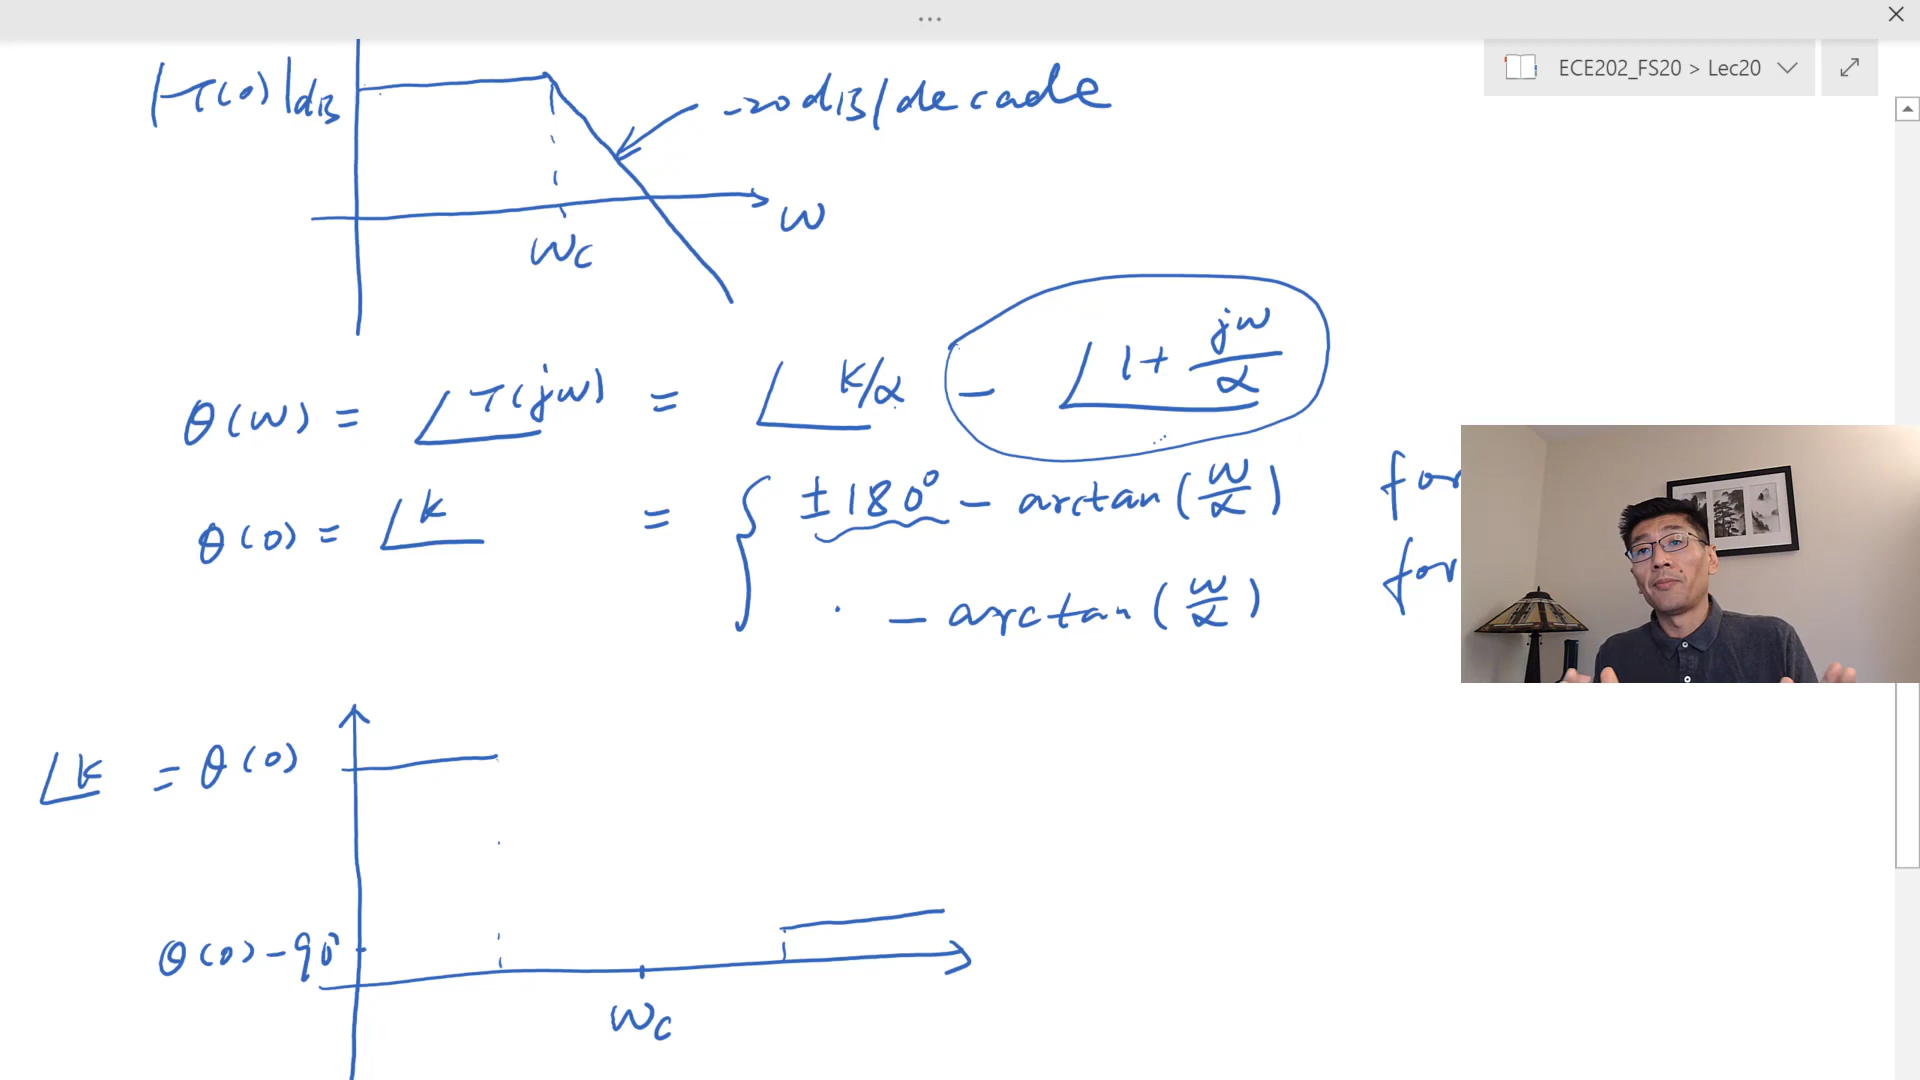 ...
ECE202_FS20 > Lec20
|T(0)|dB
-20dB/decade
ω
ωc
θ(ω) = ∠T(jω) = ∠K/α - ∠1+ jω/α
θ(0) = ∠K = { ±180° - arctan(ω/α) for
- arctan(ω/α) for
∠K = θ(0)
θ(0)-90°
ωc